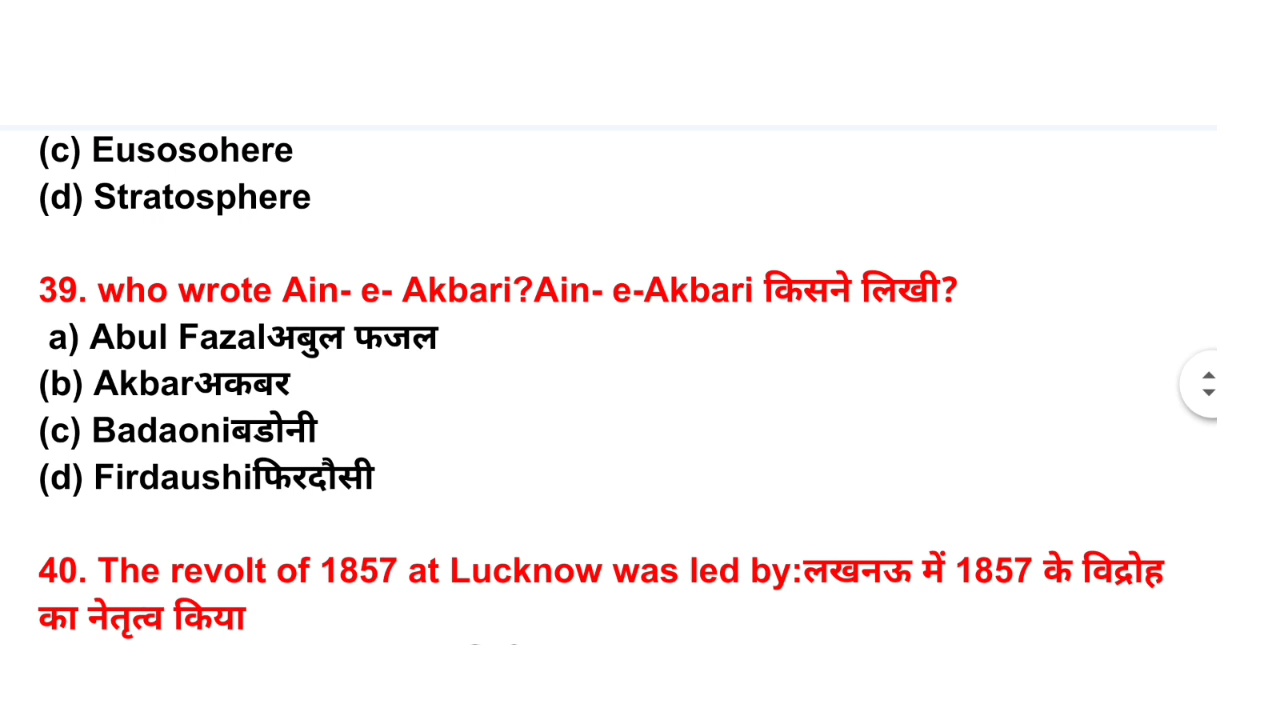 (c) Eusosohere
(d) Stratosphere
39. who wrote Ain- e- Akbari?Ain- e-Akbari किसने लिखी?
a) Abul Fazalअबुल फजल
(b) Akbarअकबर
(c) Badaoniबडोनी
(d) Firdaushiफिरदौसी
40. The revolt of 1857 at Lucknow was led by:लखनऊ में 1857 के विद्रोह
का नेतृत्व किया